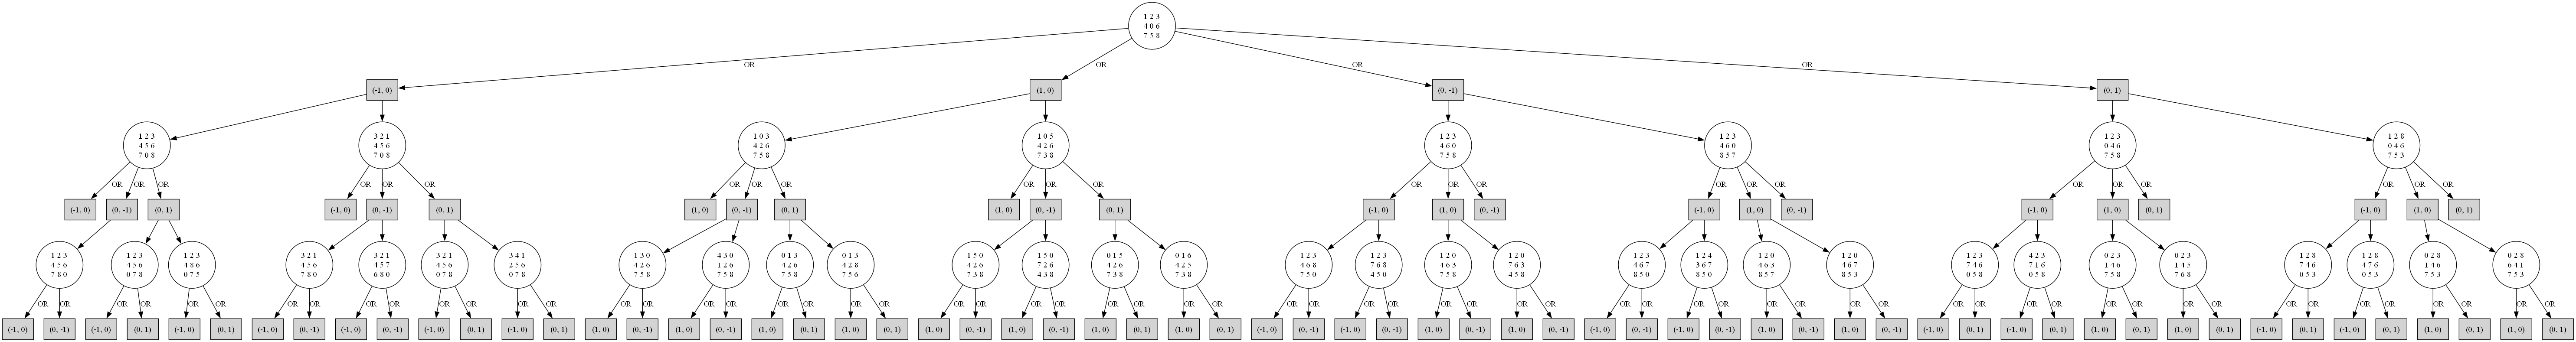 1 2 3
4 0 6
7 5 8
OR OR OR OR
(-1, 0) (1, 0) (0, -1) (0, 1)
1 2 3 3 2 1 1 0 3 1 0 5 1 2 3 1 2 3 1 2 3 1 2 8
4 5 6 4 5 6 4 2 6 4 2 6 4 6 0 4 6 0 0 4 6 0 4 6
7 0 8 7 0 8 7 5 8 7 3 8 7 5 8 8 5 7 7 5 8 7 5 3
OR OR OR OR OR OR OR OR OR OR OR OR OR OR OR OR OR OR OR OR OR OR OR OR
(-1, 0) (0, -1) (0, 1) (-1, 0) (0, -1) (0, 1) (1, 0) (0, -1) (0, 1) (1, 0) (0, -1) (0, 1) (-1, 0) (1, 0) (0, -1) (-1, 0) (1, 0) (0, -1) (-1, 0) (1, 0) (0, 1) (-1, 0) (1, 0) (0, 1)
1 2 3 1 2 3 1 2 3 3 2 1 3 2 1 3 2 1 3 4 1 1 3 0 4 3 0 0 1 3 0 1 3 1 5 0 1 5 0 0 1 5 0 1 6 1 2 3 1 2 3 1 2 0 1 2 0 1 2 3 1 2 4 1 2 0 1 2 0 1 2 3 4 2 3 0 2 3 0 2 3 1 2 8 1 2 8 0 2 8 0 2 8
4 5 6 4 5 6 4 8 6 4 5 6 4 5 7 4 5 6 2 5 6 4 2 6 1 2 6 4 2 6 4 2 8 4 2 6 7 2 6 4 2 6 4 2 5 4 6 8 7 6 8 4 6 3 7 6 3 4 6 7 3 6 7 4 6 3 4 6 7 7 4 6 7 1 6 1 4 6 1 4 5 7 4 6 4 7 6 1 4 6 6 4 1
7 8 0 0 7 8 0 7 5 7 8 0 6 8 0 0 7 8 0 7 8 7 5 8 7 5 8 7 5 8 7 5 6 7 3 8 4 3 8 7 3 8 7 3 8 7 5 0 4 5 0 7 5 8 4 5 8 8 5 0 8 5 0 8 5 7 8 5 3 0 5 8 0 5 8 7 5 8 7 6 8 0 5 3 0 5 3 7 5 3 7 5 3
OR OR OR OR OR OR OR OR OR OR OR OR OR OR OR OR OR OR OR OR OR OR OR OR OR OR OR OR OR OR OR OR OR OR OR OR OR OR OR OR OR OR OR OR OR OR OR OR OR OR OR OR OR OR OR OR OR OR OR OR OR OR
(-1, 0) (0, -1) (-1, 0) (0, 1) (-1, 0) (0, 1) (-1, 0) (0, -1) (-1, 0) (0, -1) (-1, 0) (0, 1) (-1, 0) (0, 1) (1, 0) (0, -1) (1, 0) (0, -1) (1, 0) (0, 1) (1, 0) (0, 1) (1, 0) (0, -1) (1, 0) (0, -1) (1, 0) (0, 1) (1, 0) (0, 1) (-1, 0) (0, -1) (-1, 0) (0, -1) (1, 0) (0, -1) (1, 0) (0, -1) (-1, 0) (0, -1) (-1, 0) (0, -1) (1, 0) (0, -1) (1, 0) (0, -1) (-1, 0) (0, 1) (-1, 0) (0, 1) (1, 0) (0, 1) (1, 0) (0, 1) (-1, 0) (0, 1) (-1, 0) (0, 1) (1, 0) (0, 1) (1, 0) (0, 1)